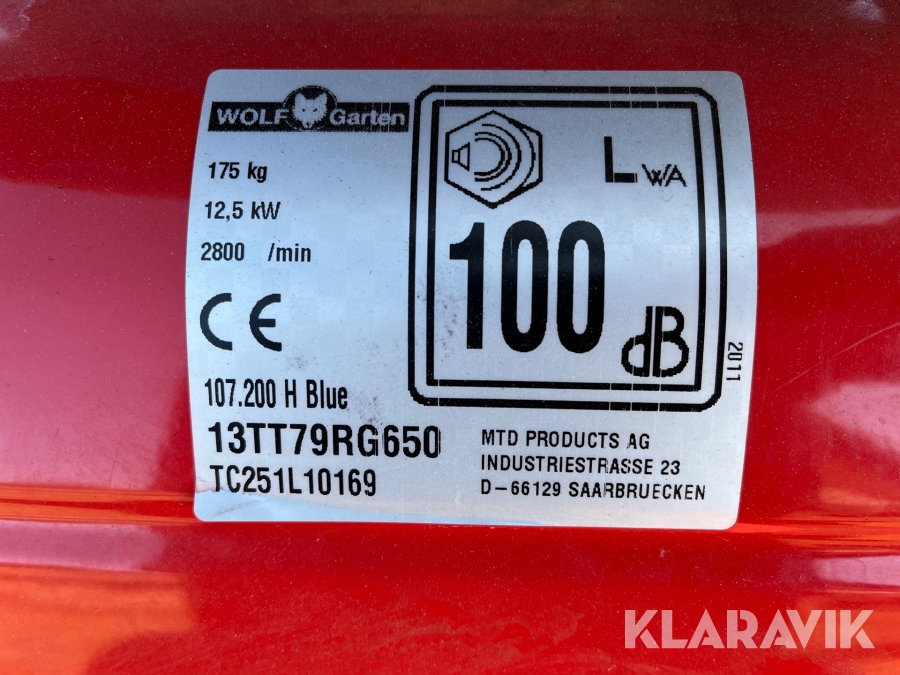 WOLF Garten
175 kg
12,5 kW
2800 /min
CE
LWA
100
dB
2011
107.200 H Blue
13TT79RG650
TC251L10169
MTD PRODUCTS AG
INDUSTRIESTRASSE 23
D-66129 SAARBRUECKEN
KLARAVIK